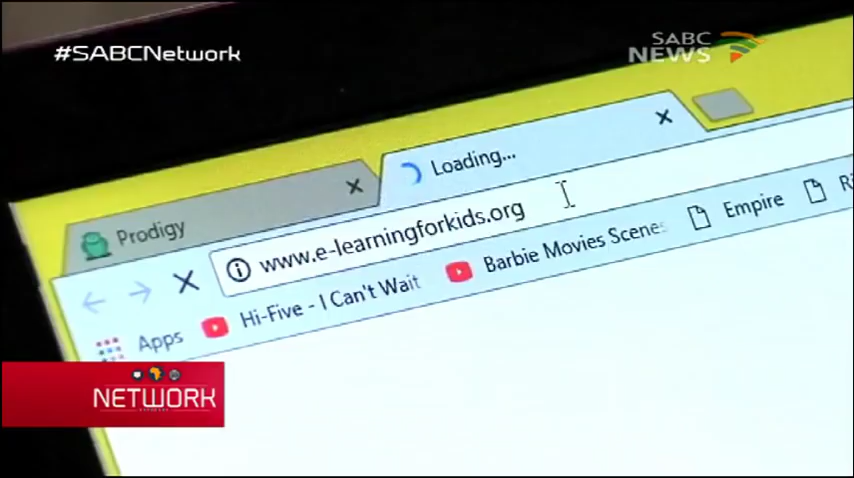 #SABCNetwork
SABC
NEWS
Loading...
Prodigy
www.e-learningforkids.org
Apps
Hi-Five - I Can't Wait
Barbie Movies Scenes
Empire
NETWORK